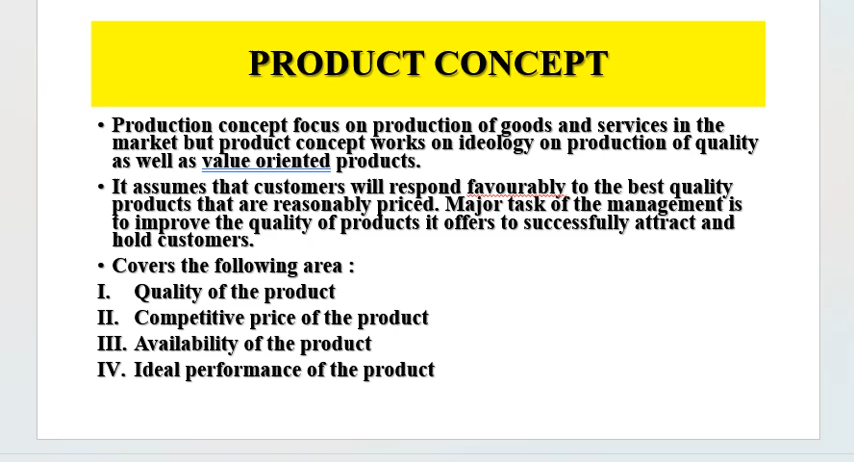 PRODUCT CONCEPT
• Production concept focus on production of goods and services in the
market but product concept works on ideology on production of quality
as well as value oriented products.
• It assumes that customers will respond favourably to the best quality
products that are reasonably priced. Major task of the management is
to improve the quality of products it offers to successfully attract and
hold customers.
• Covers the following area :
I. Quality of the product
II. Competitive price of the product
III. Availability of the product
IV. Ideal performance of the product